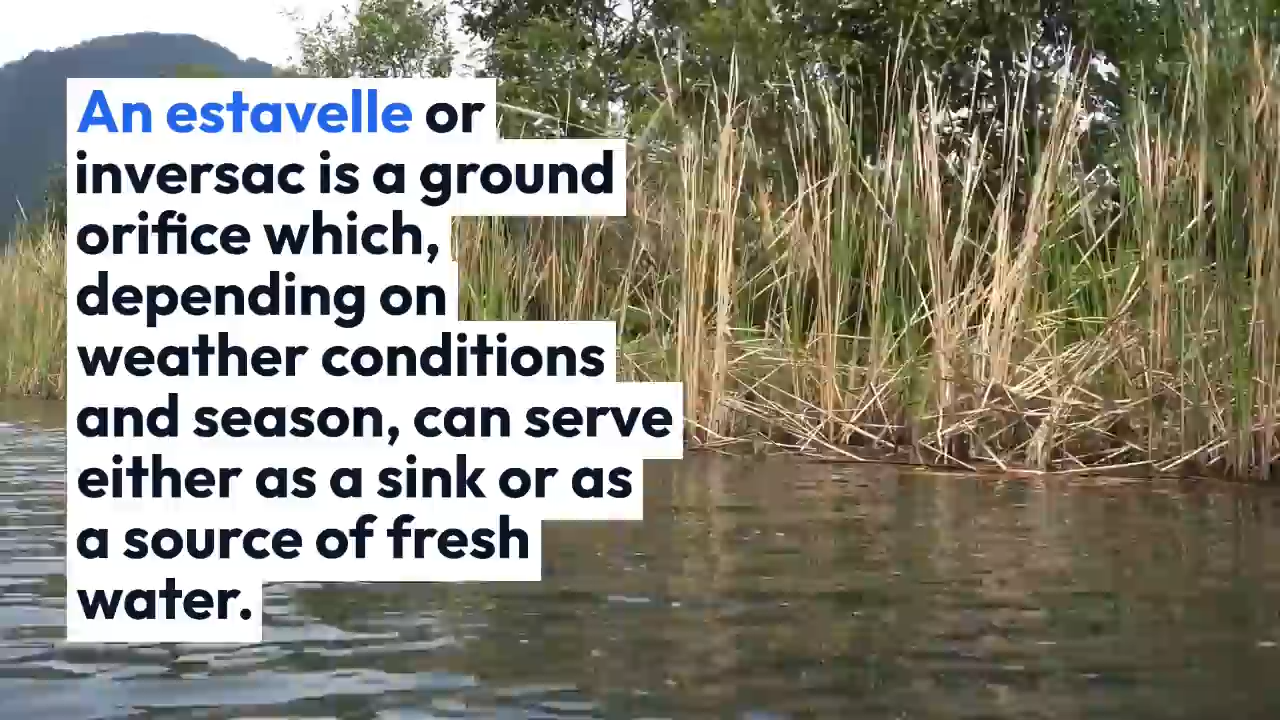 An estavelle or
inversac is a ground
orifice which,
depending on
weather conditions
and season, can serve
either as a sink or as
a source of fresh
water.